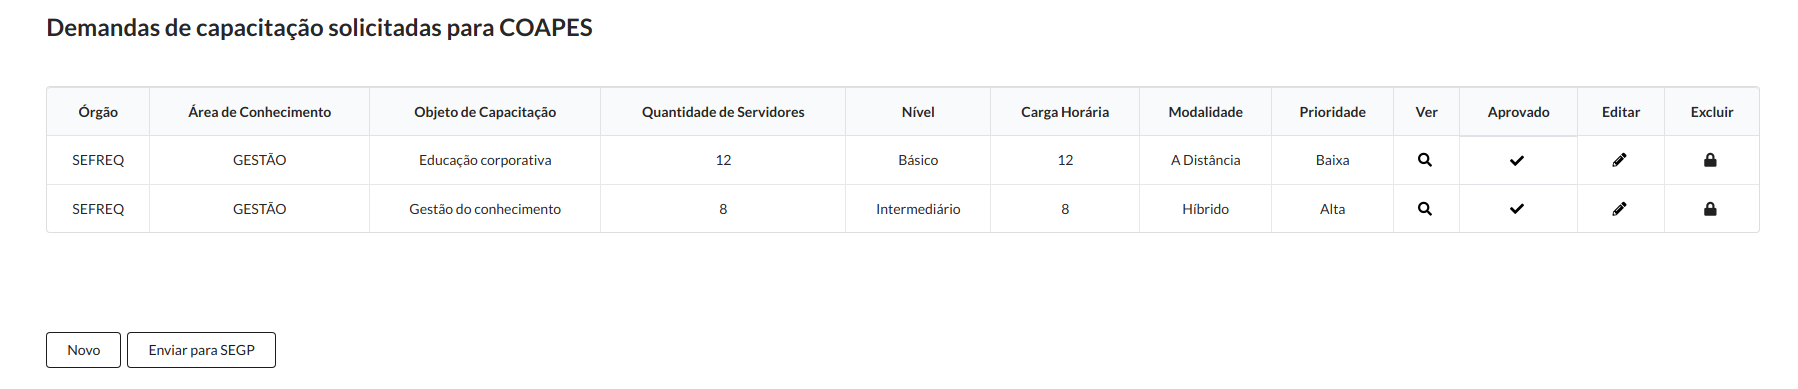 Demandas de capacitação solicitadas para COAPES
Órgão Área de Conhecimento Objeto de Capacitação Quantidade de Servidores Nível Carga Horária Modalidade Prioridade Ver Aprovado Editar Excluir
SEFREQ GESTÃO Educação corporativa 12 Básico 12 A Distância Baixa
SEFREQ GESTÃO Gestão do conhecimento 8 Intermediário 8 Híbrido Alta
Novo Enviar para SEGP